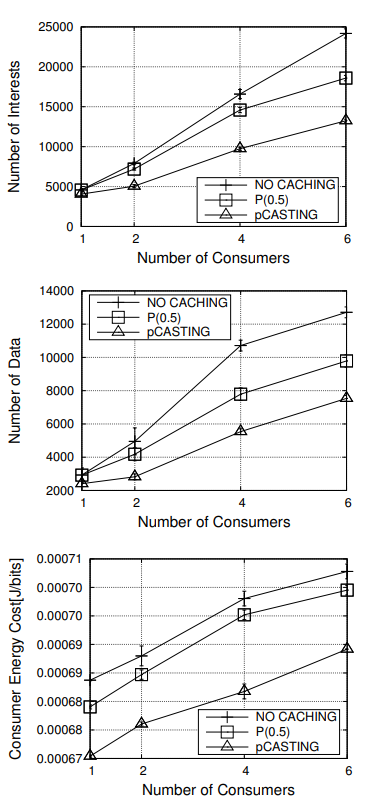 25000
20000
15000
10000
5000
0
Number of Interests
NO CACHING
P(0.5)
pCASTING
1 2 4 6
Number of Consumers
14000
12000
10000
8000
6000
4000
2000
Number of Data
NO CACHING
P(0.5)
pCASTING
1 2 4 6
Number of Consumers
0.00071
0.00070
0.00070
0.00069
0.00069
0.00068
0.00068
0.00067
Consumer Energy Cost[J/bits]
NO CACHING
P(0.5)
pCASTING
1 2 4 6
Number of Consumers